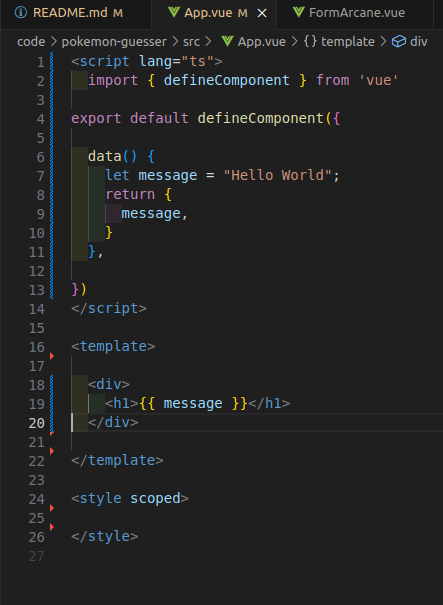 README.md M App.vue M FormArcane.vue
code > pokemon-guesser > src > App.vue > {} template > div
1 <script lang="ts">
2 import { defineComponent } from 'vue'
3
4 export default defineComponent({
5
6 data() {
7 let message = "Hello World";
8 return {
9 message,
10 }
11 },
12
13 })
14 </script>
15
16 <template>
17
18 <div>
19 <h1>{{ message }}</h1>
20 </div>
21
22 </template>
23
24 <style scoped>
25
26 </style>
27